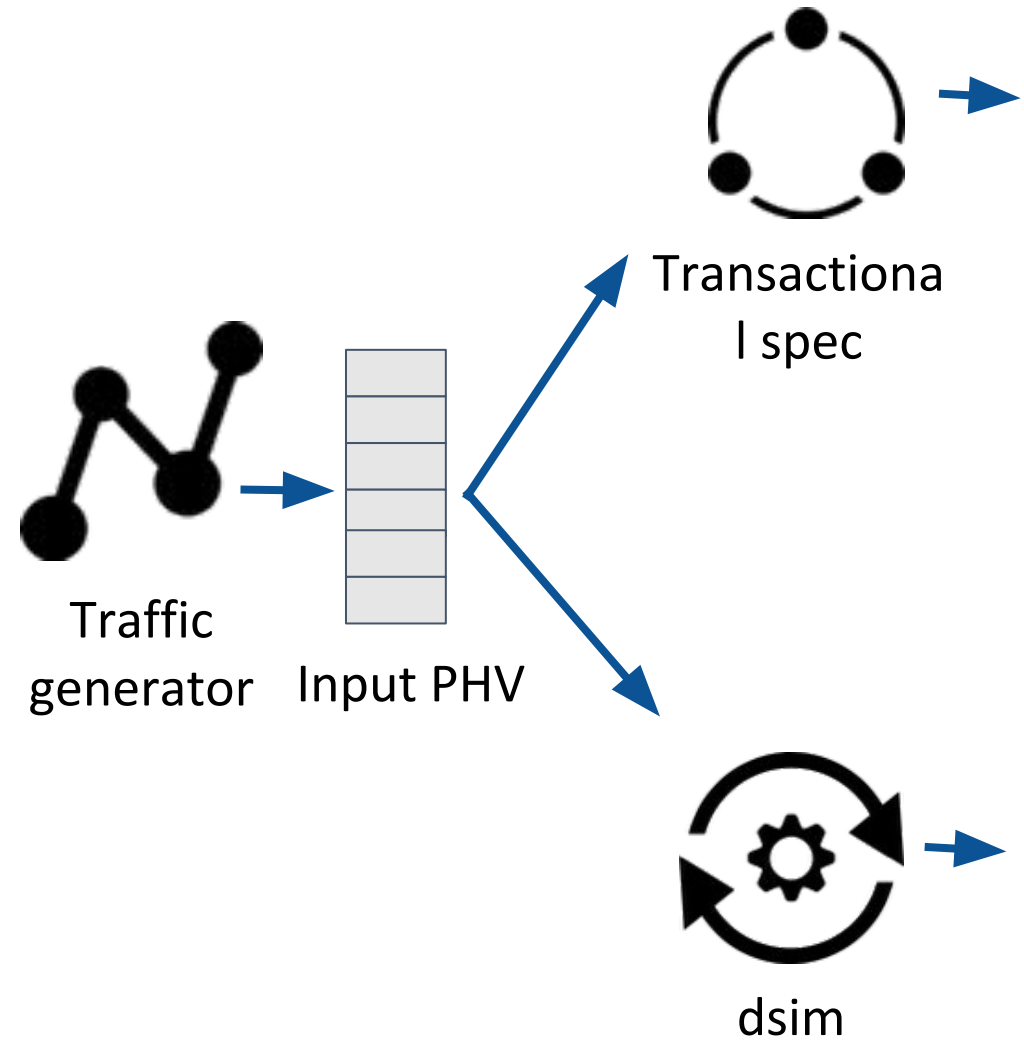 Transactiona
l spec
Traffic
generator
Input PHV
dsim